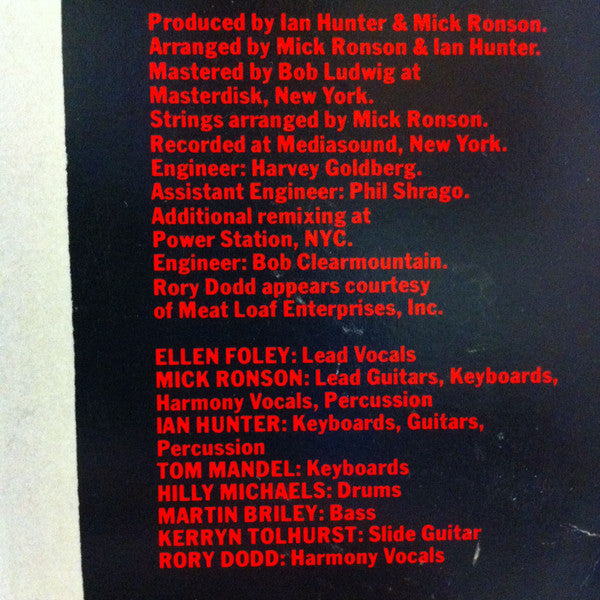 Produced by Ian Hunter & Mick Ronson.
Arranged by Mick Ronson & Ian Hunter.
Mastered by Bob Ludwig at
Masterdisk, New York.
Strings arranged by Mick Ronson.
Recorded at Mediasound, New York.
Engineer: Harvey Goldberg.
Assistant Engineer: Phil Shrago.
Additional remixing at
Power Station, NYC.
Engineer: Bob Clearmountain.
Rory Dodd appears courtesy
of Meat Loaf Enterprises, Inc.
ELLEN FOLEY: Lead Vocals
MICK RONSON: Lead Guitars, Keyboards,
Harmony Vocals, Percussion
IAN HUNTER: Keyboards, Guitars,
Percussion
TOM MANDEL: Keyboards
HILLY MICHAELS: Drums
MARTIN BRILEY: Bass
KERRYN TOLHURST: Slide Guitar
RORY DODD: Harmony Vocals